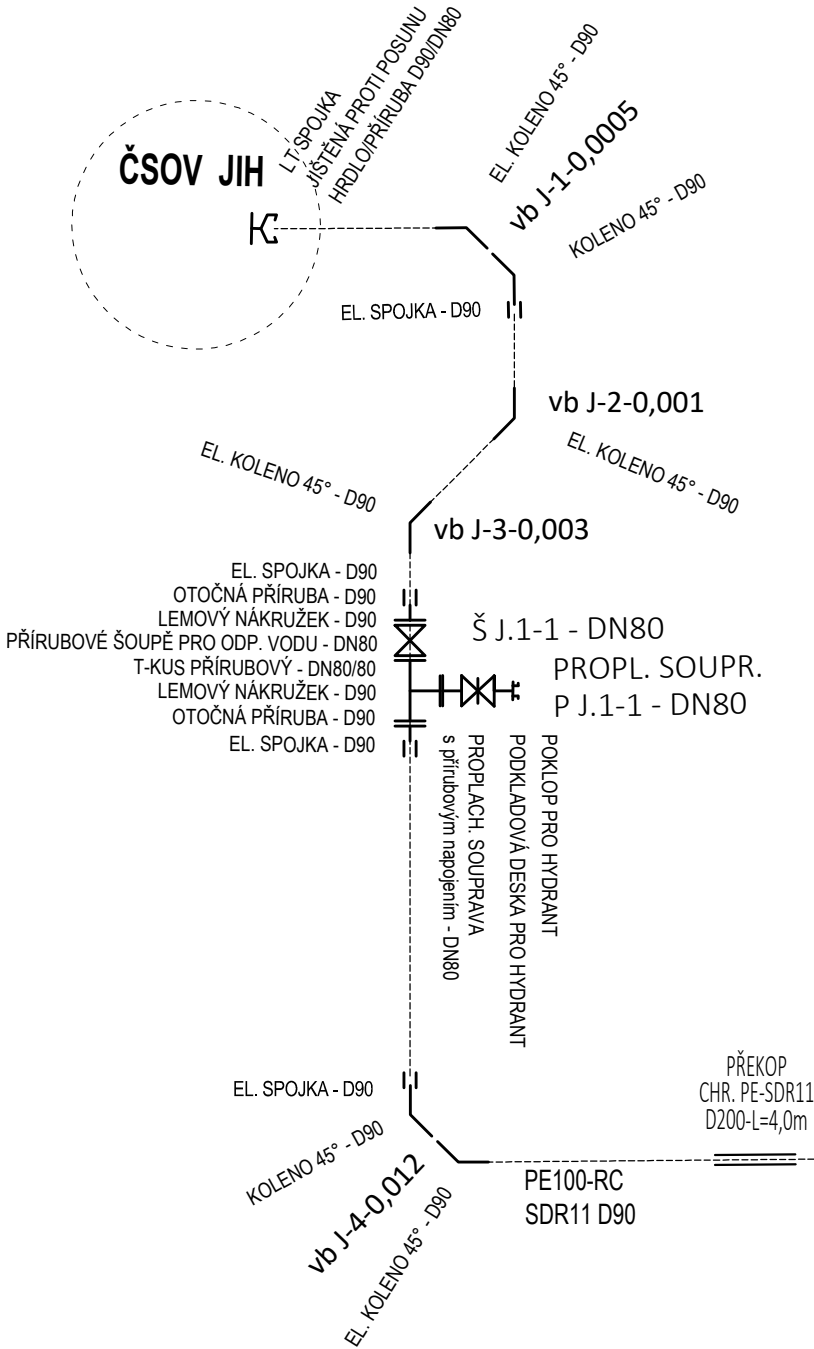 ČSOV JIH
LT SPOJKA
JIŠTĚNÁ PROTI POSUNU
HRDLO/PŘÍRUBA D90/DN80
EL. KOLENO 45° - D90
vb J-1-0,0005
KOLENO 45° - D90
EL. SPOJKA - D90
vb J-2-0,001
EL. KOLENO 45° - D90
EL. KOLENO 45° - D90
vb J-3-0,003
EL. SPOJKA - D90
OTOČNÁ PŘÍRUBA - D90
LEMOVÝ NÁKRUŽEK - D90
PŘÍRUBOVÉ ŠOUPĚ PRO ODP. VODU - DN80
T-KUS PŘÍRUBOVÝ - DN80/80
LEMOVÝ NÁKRUŽEK - D90
OTOČNÁ PŘÍRUBA - D90
EL. SPOJKA - D90
Š J.1-1 - DN80
PROPL. SOUPR.
P J.1-1 - DN80
POKLOP PRO HYDRANT
PODKLADOVÁ DESKA PRO HYDRANT
PROPLACH. SOUPRAVA
s přírubovým napojením - DN80
EL. SPOJKA - D90
KOLENO 45° - D90
vb J-4-0,012
EL. KOLENO 45° - D90
PE100-RC
SDR11 D90
PŘEKOP
CHR. PE-SDR11
D200-L=4,0m